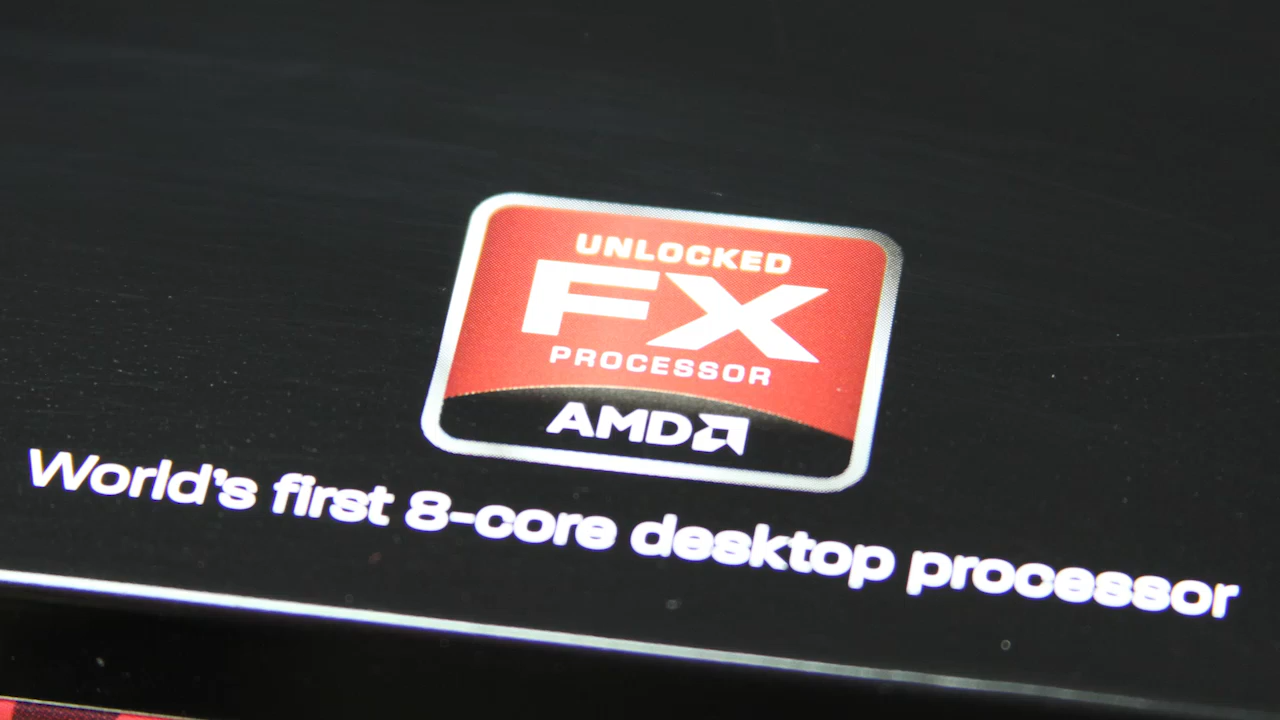 UNLOCKED
FX
PROCESSOR
AMD
World's first 8-core desktop processor